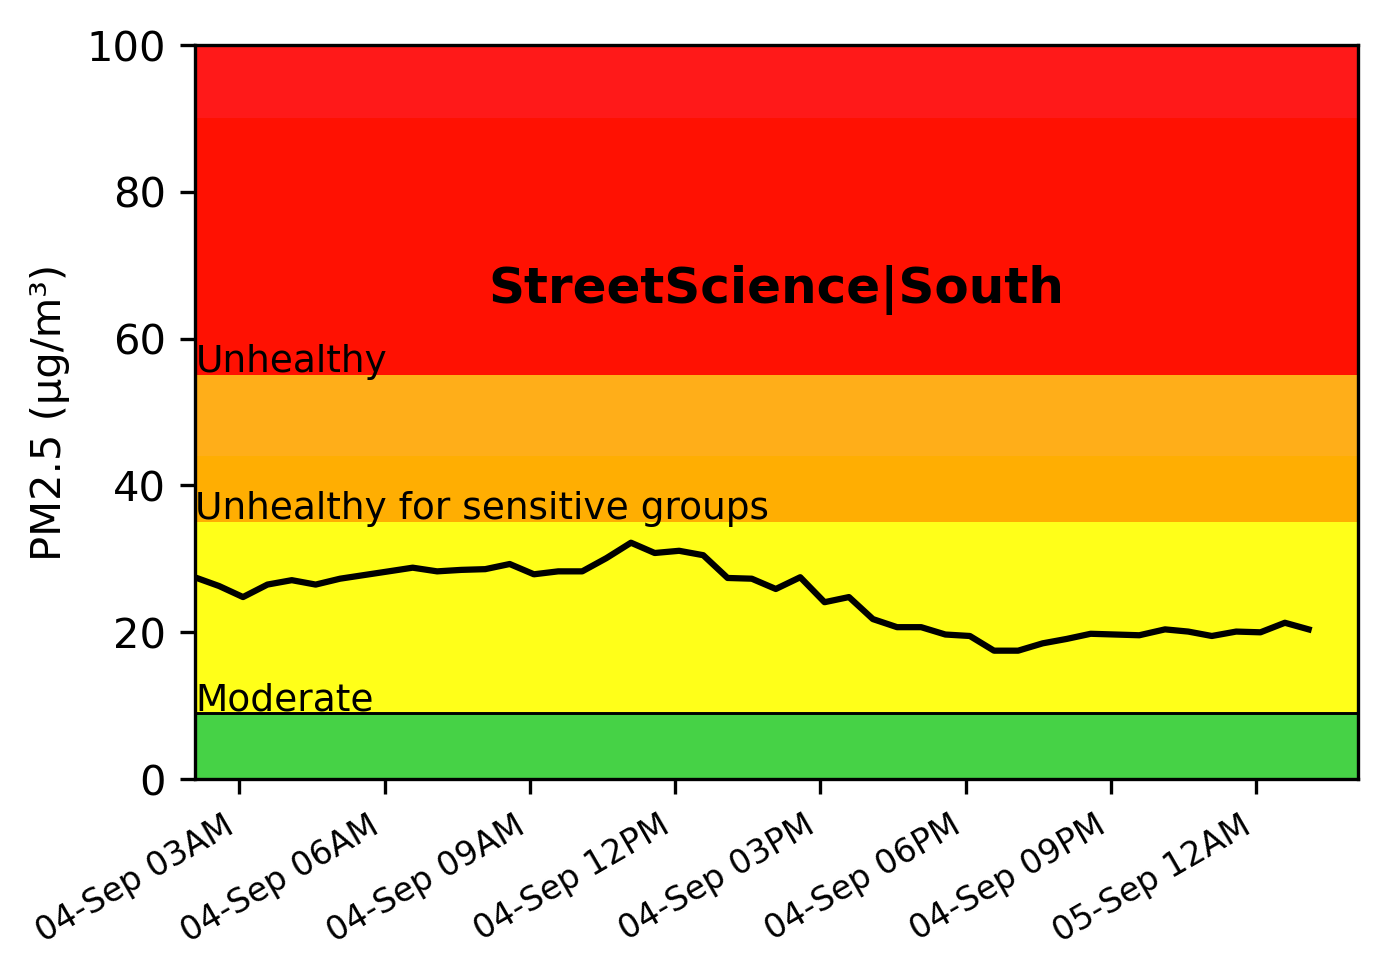 100
80
60
40
20
0
PM2.5 (μg/m³)
StreetScience|South
Unhealthy
Unhealthy for sensitive groups
Moderate
04-Sep 03AM
04-Sep 06AM
04-Sep 09AM
04-Sep 12PM
04-Sep 03PM
04-Sep 06PM
04-Sep 09PM
05-Sep 12AM